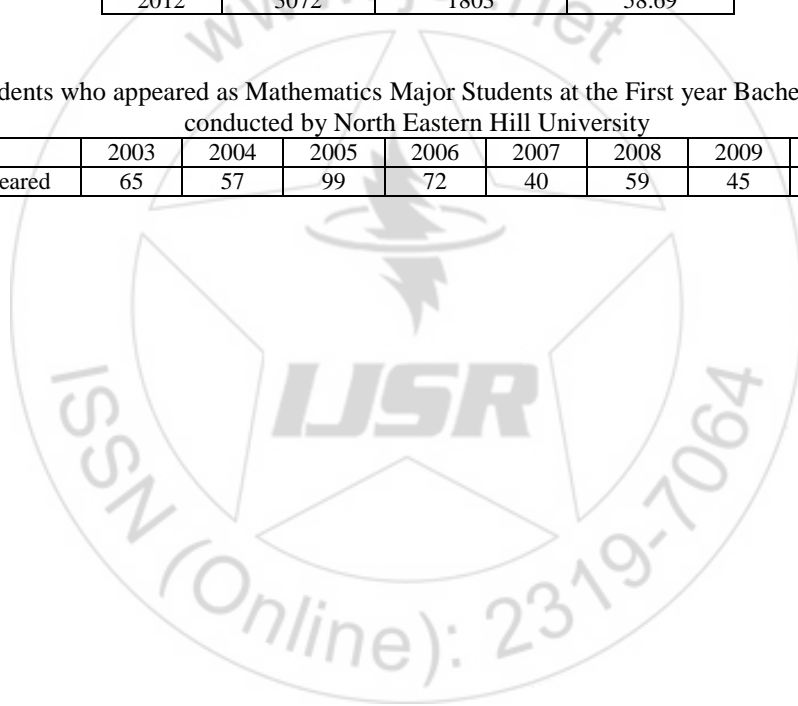 2012 3072 1803 58.69
dents who appeared as Mathematics Major Students at the First year Bache
conducted by North Eastern Hill University
2003 2004 2005 2006 2007 2008 2009
eared 65 57 99 72 40 59 45
IJSR
ISSN (Online): 2319-7064